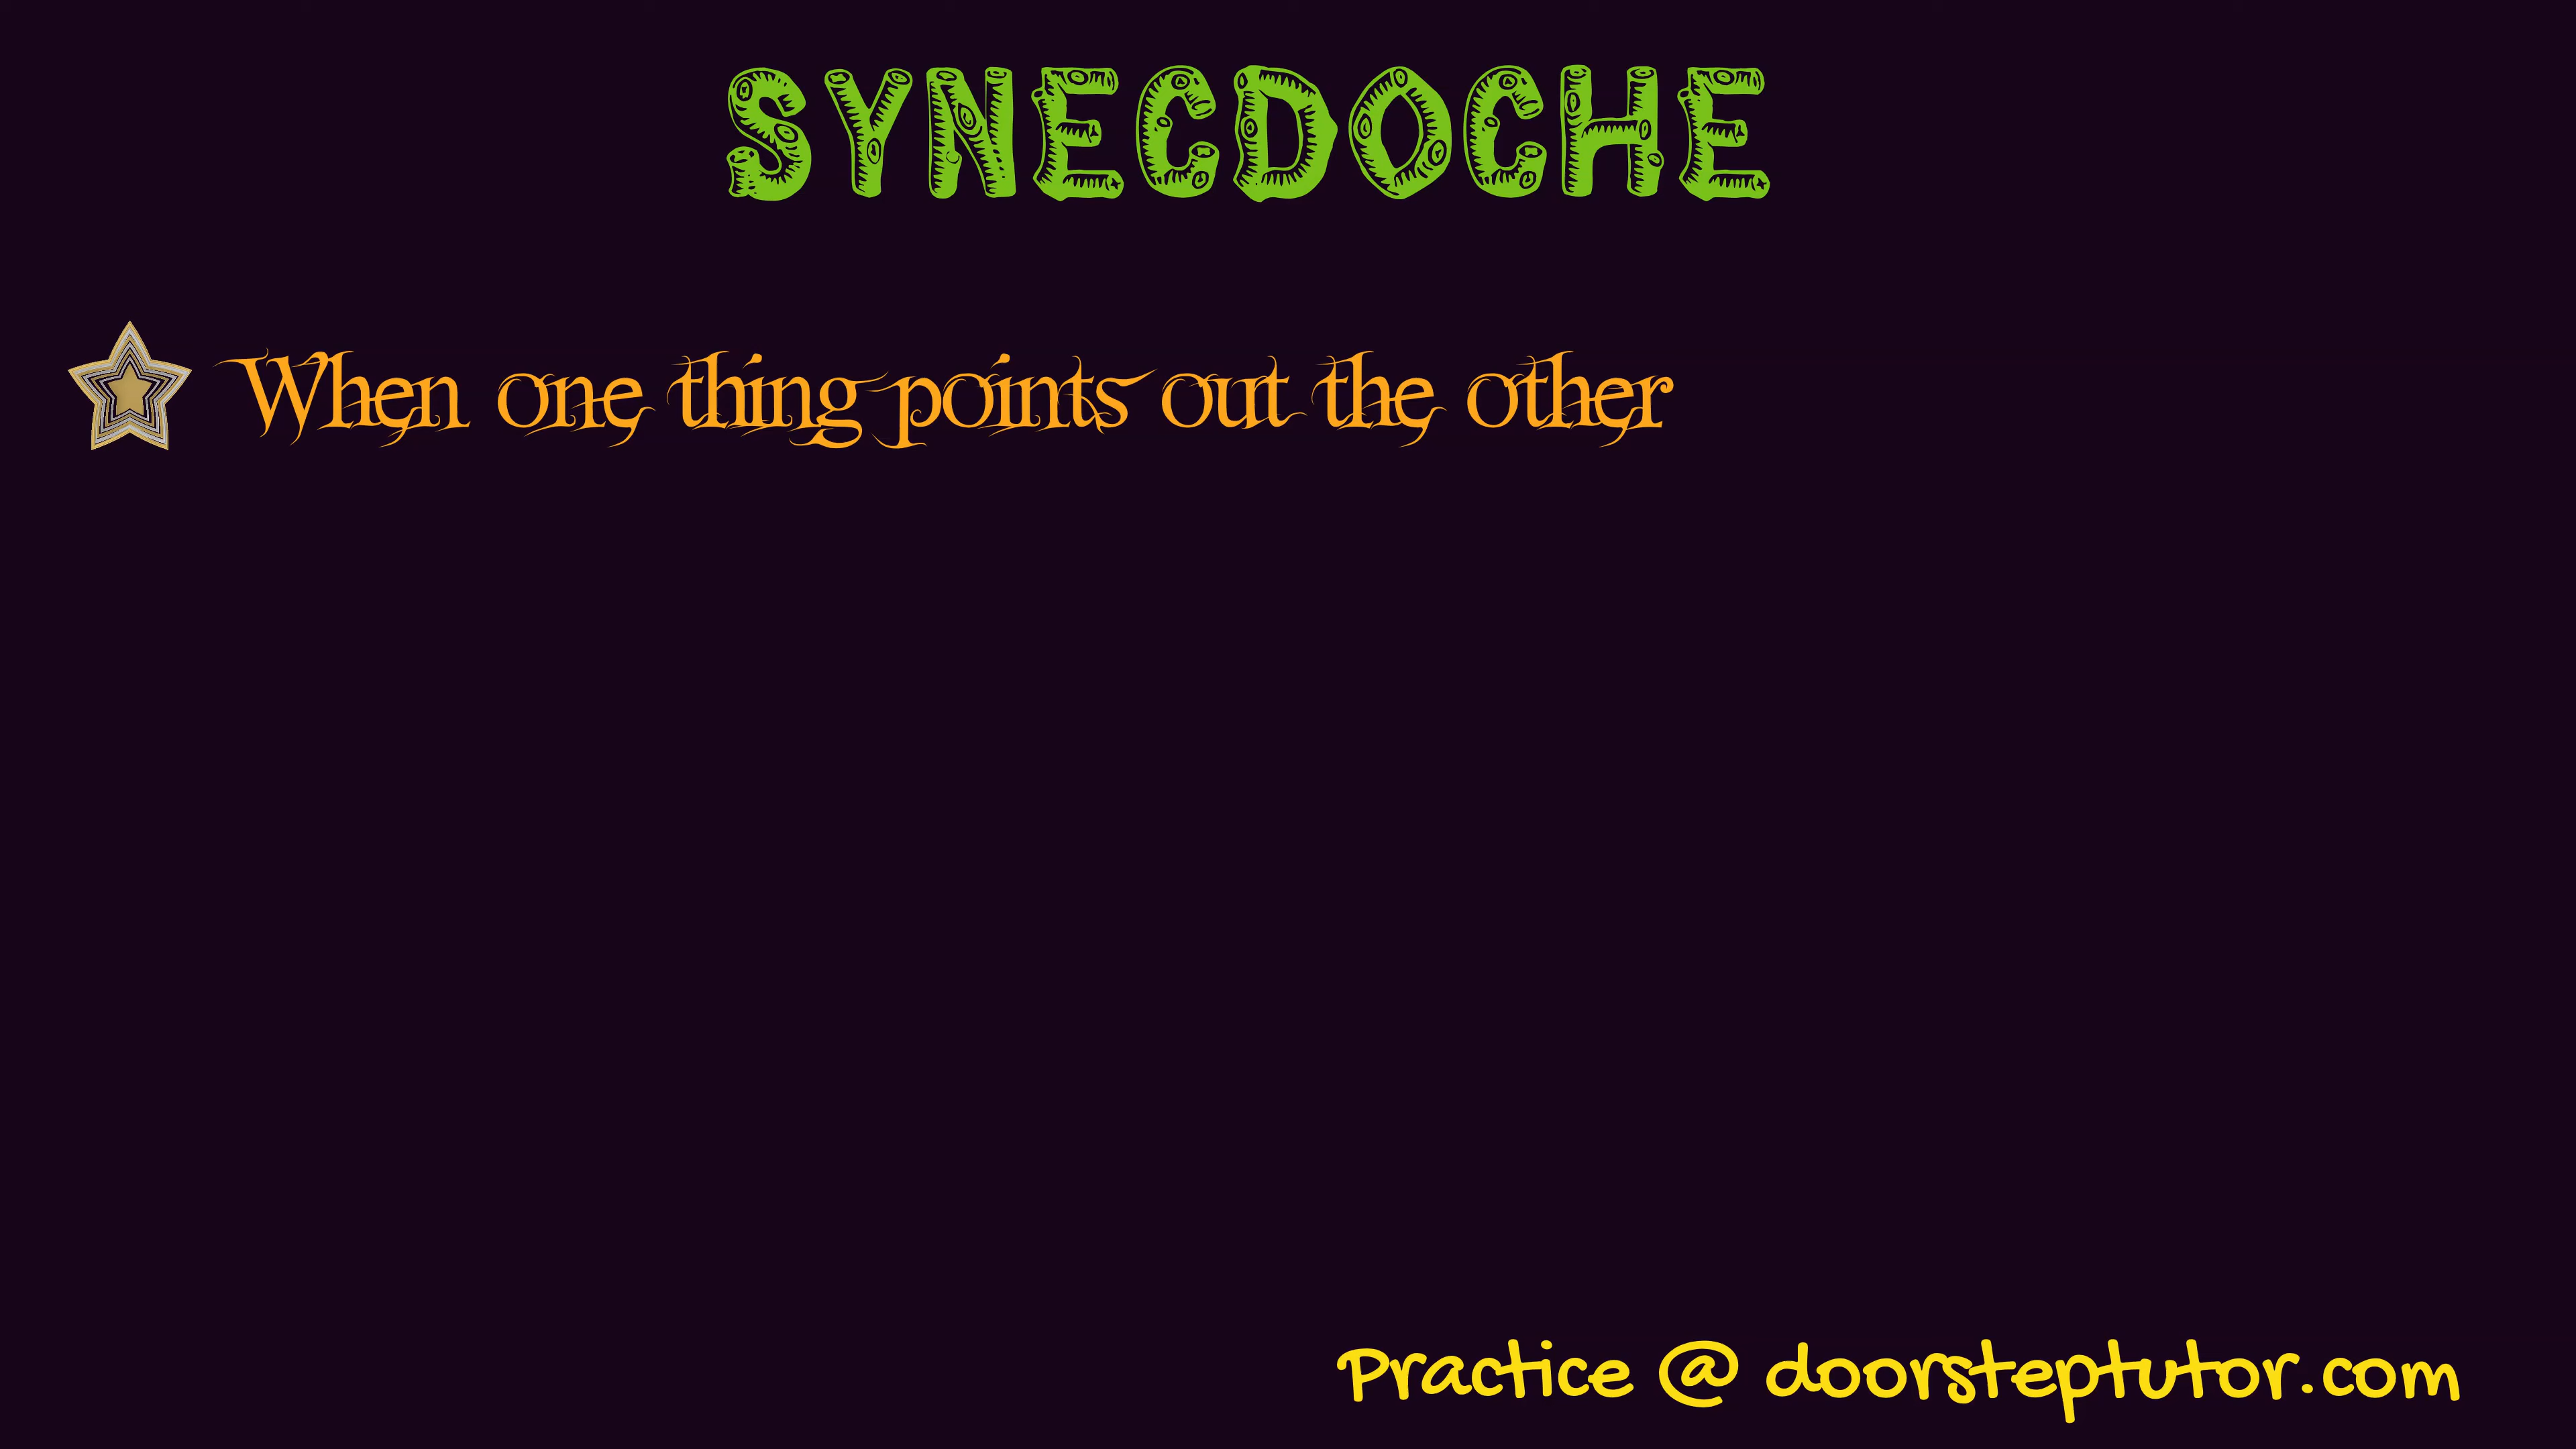 SYNECDOCHE
When one thing points out the other
Practice @ doorsteptutor.com